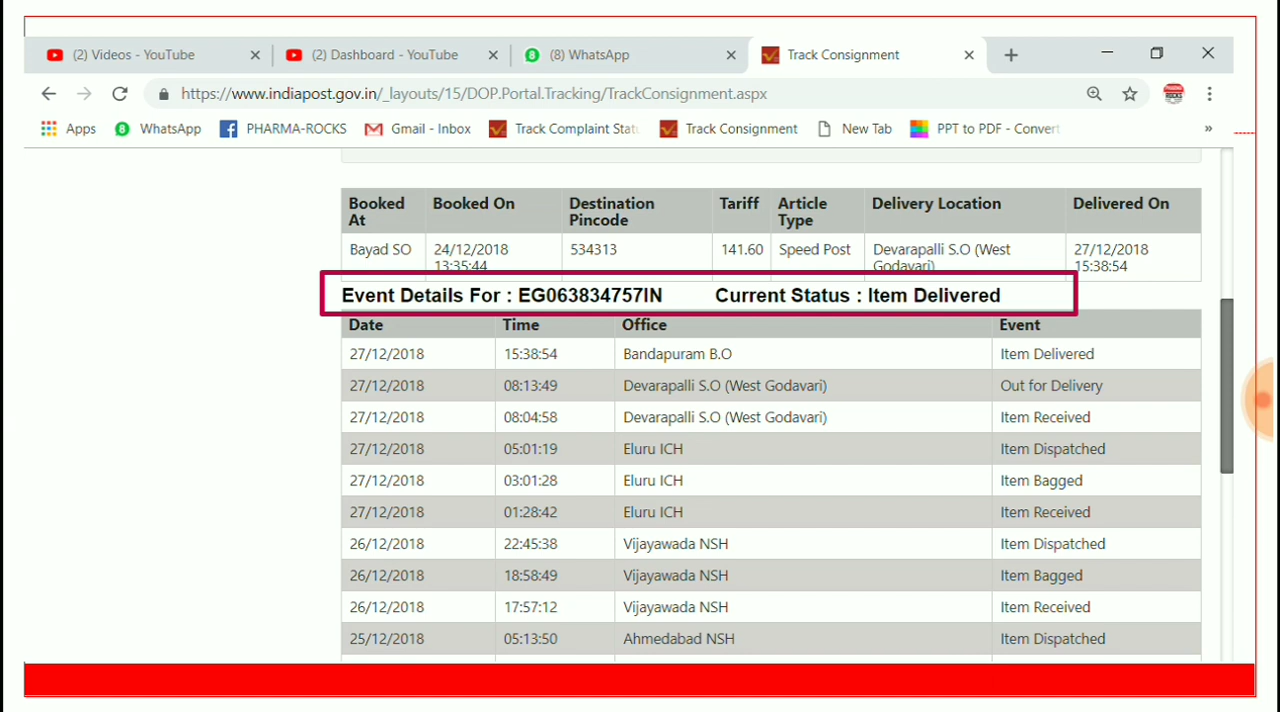 (2) Videos - YouTube (2) Dashboard - YouTube (8) WhatsApp Track Consignment
https://www.indiapost.gov.in/_layouts/15/DOP.Portal.Tracking/TrackConsignment.aspx
Apps WhatsApp PHARMA-ROCKS Gmail - Inbox Track Complaint Stat Track Consignment New Tab PPT to PDF - Convert »
Booked At Booked On Destination Pincode Tariff Article Type Delivery Location Delivered On
Bayad SO 24/12/2018 13:35:44 534313 141.60 Speed Post Devarapalli S.O (West Godavari) 27/12/2018 15:38:54
Event Details For : EG063834757IN Current Status : Item Delivered
Date Time Office Event
27/12/2018 15:38:54 Bandapuram B.O Item Delivered
27/12/2018 08:13:49 Devarapalli S.O (West Godavari) Out for Delivery
27/12/2018 08:04:58 Devarapalli S.O (West Godavari) Item Received
27/12/2018 05:01:19 Eluru ICH Item Dispatched
27/12/2018 03:01:28 Eluru ICH Item Bagged
27/12/2018 01:28:42 Eluru ICH Item Received
26/12/2018 22:45:38 Vijayawada NSH Item Dispatched
26/12/2018 18:58:49 Vijayawada NSH Item Bagged
26/12/2018 17:57:12 Vijayawada NSH Item Received
25/12/2018 05:13:50 Ahmedabad NSH Item Dispatched